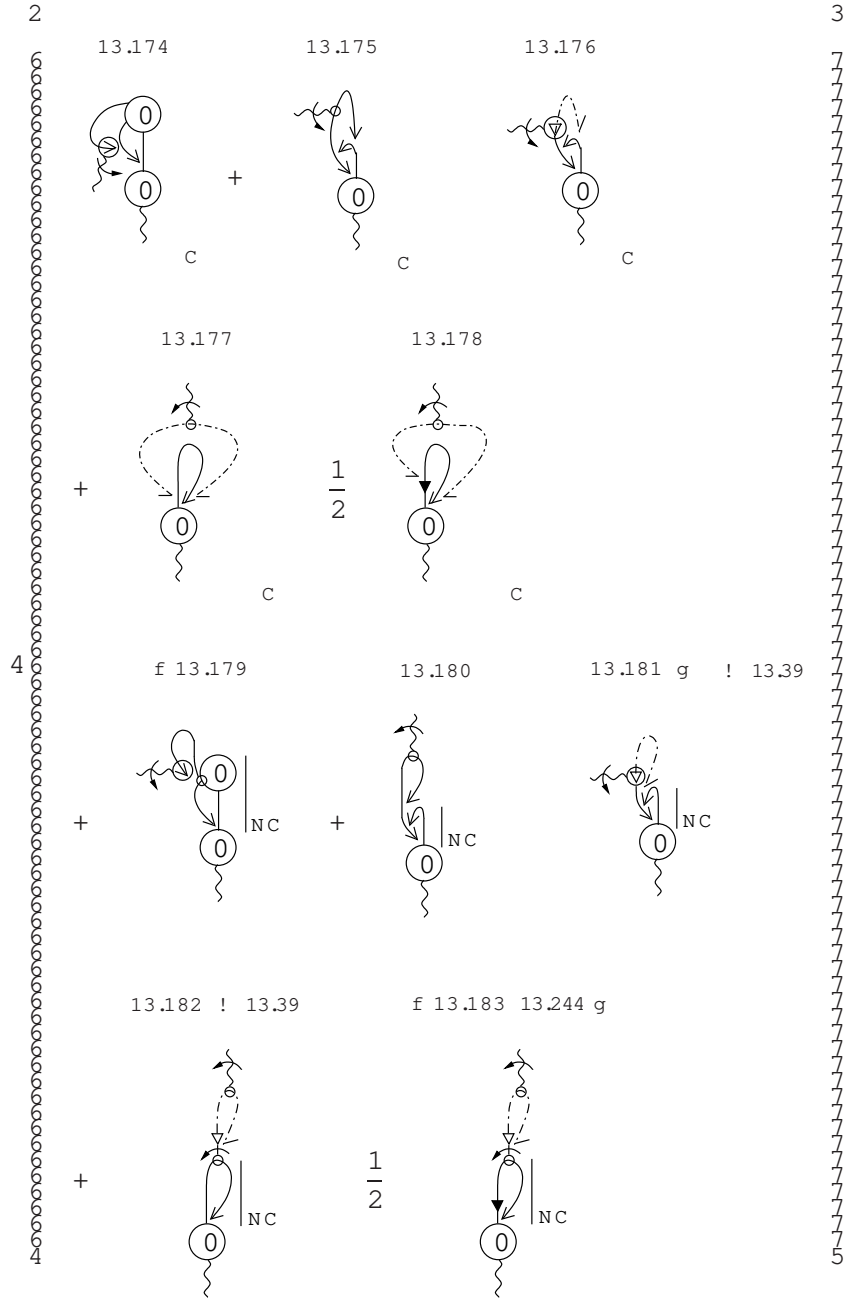 2 3
13.174 13.175 13.176
0 0 0 0
+
C C C
13.177 13.178
+ 1/2
0 0
C C
4 f 13.179 13.180 13.181 g ! 13.39
0
+ NC + NC NC
0 0 0
13.182 ! 13.39 f 13.183 13.244 g
+ 1/2
NC NC
0 0
4 5